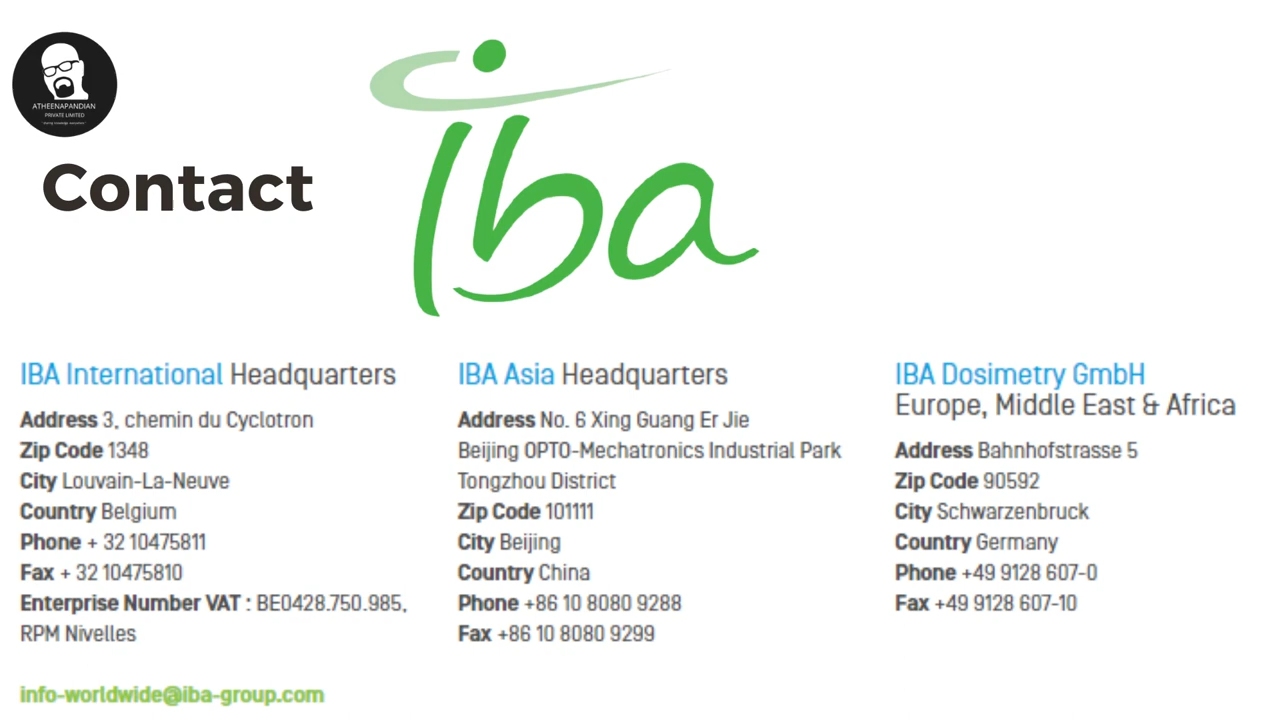 ATHEENAPANDIAN
PRIVATE LIMITED
Contact
iba
IBA International Headquarters
Address 3, chemin du Cyclotron
Zip Code 1348
City Louvain-La-Neuve
Country Belgium
Phone + 32 10475811
Fax + 32 10475810
Enterprise Number VAT : BE0428.750.985,
RPM Nivelles
info-worldwide@iba-group.com
IBA Asia Headquarters
Address No. 6 Xing Guang Er Jie
Beijing OPTO-Mechatronics Industrial Park
Tongzhou District
Zip Code 101111
City Beijing
Country China
Phone +86 10 8080 9288
Fax +86 10 8080 9299
IBA Dosimetry GmbH
Europe, Middle East & Africa
Address Bahnhofstrasse 5
Zip Code 90592
City Schwarzenbruck
Country Germany
Phone +49 9128 607-0
Fax +49 9128 607-10